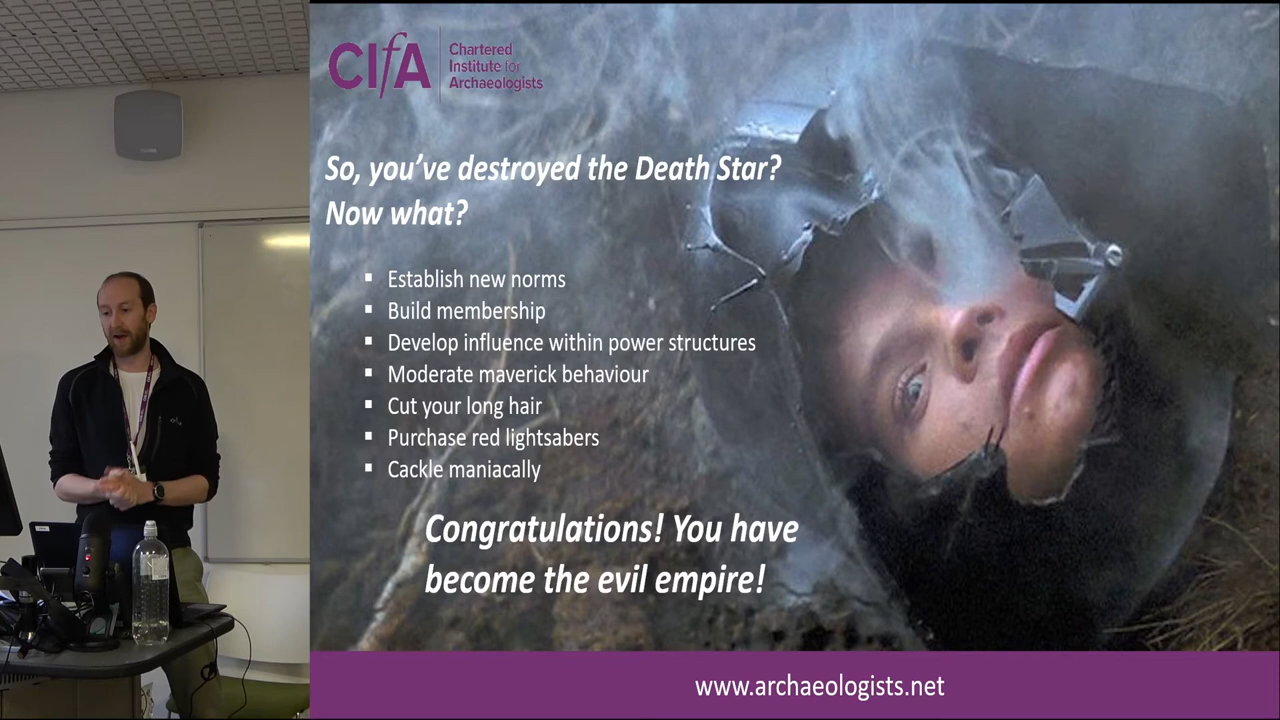 CIfA
Chartered
Institute for
Archaeologists
So, you've destroyed the Death Star?
Now what?
Establish new norms
Build membership
Develop influence within power structures
Moderate maverick behaviour
Cut your long hair
Purchase red lightsabers
Cackle maniacally
Congratulations! You have
become the evil empire!
www.archaeologists.net